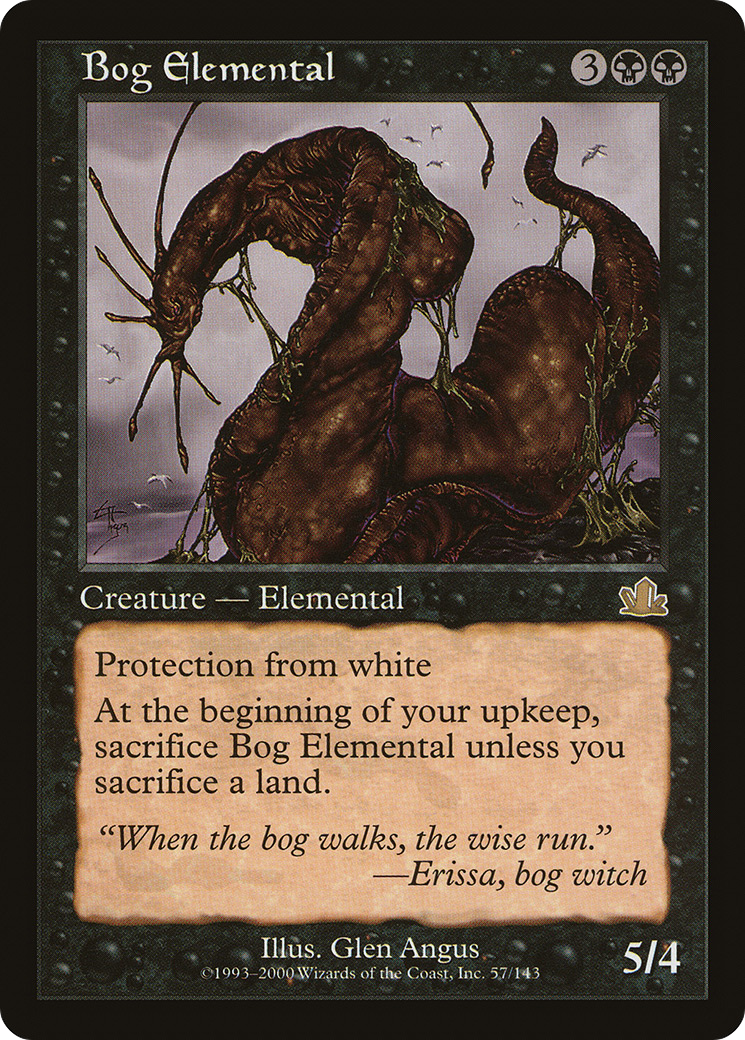 Bog Elemental 3
Creature — Elemental
Protection from white
At the beginning of your upkeep,
sacrifice Bog Elemental unless you
sacrifice a land.
“When the bog walks, the wise run.”
—Erissa, bog witch
Illus. Glen Angus
©1993–2000 Wizards of the Coast, Inc. 57/143
5/4